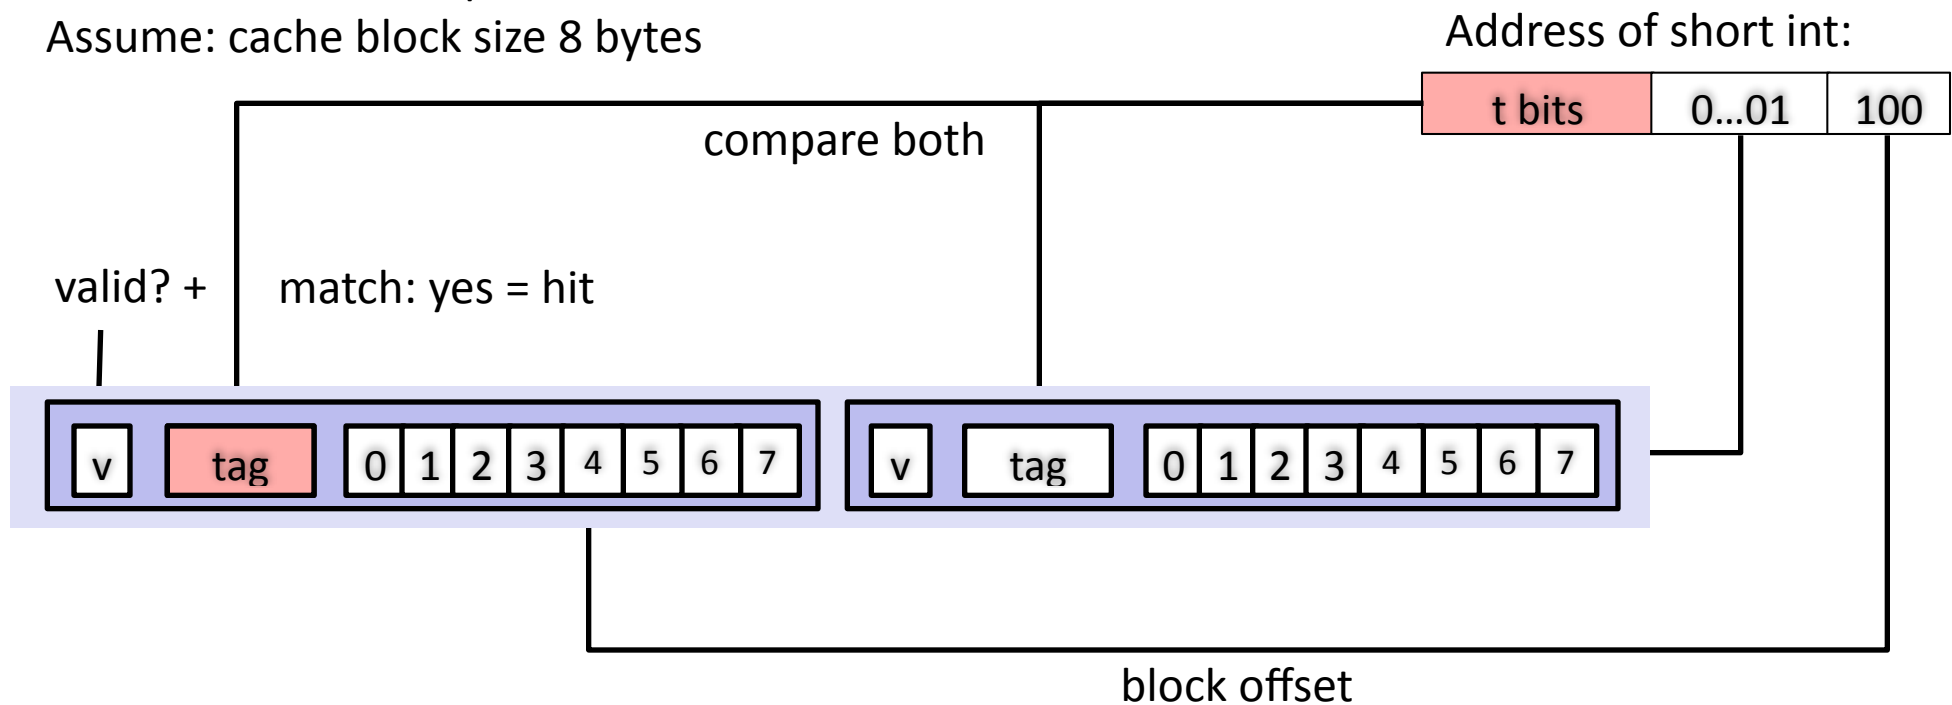 Assume: cache block size 8 bytes
Address of short int:
t bits 0...01 100
compare both
valid? + match: yes = hit
v tag 0 1 2 3 4 5 6 7 v tag 0 1 2 3 4 5 6 7
block offset